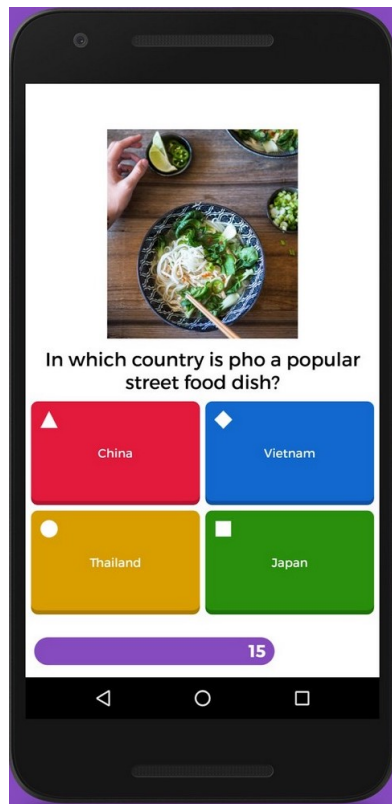 In which country is pho a popular
street food dish?
China
Vietnam
Thailand
Japan
15